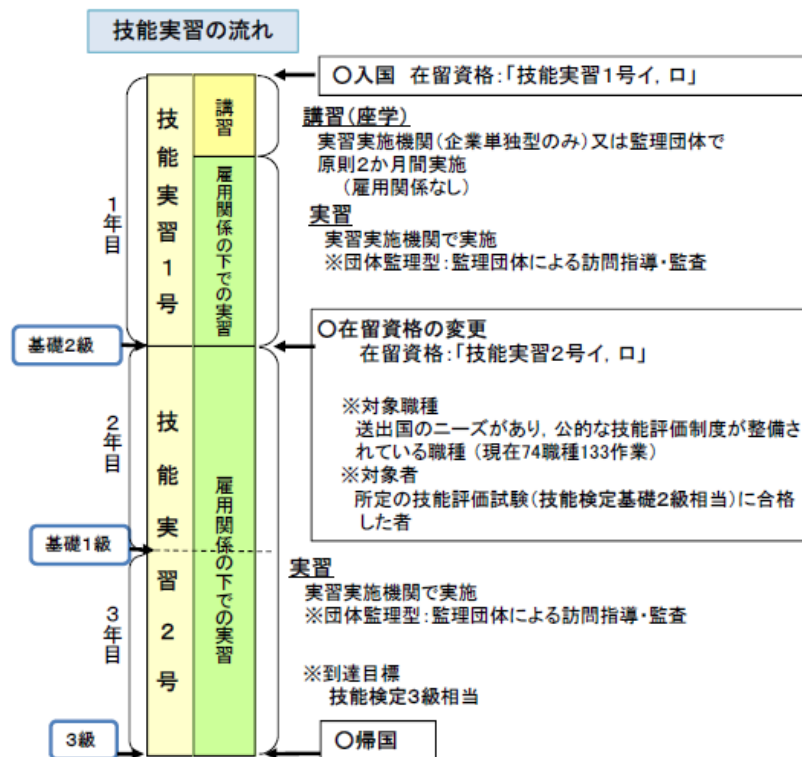 技能実習の流れ
○入国 在留資格:「技能実習1号イ,ロ」
1年目
技能実習1号
講習
雇用関係の下での実習
講習(座学)
実習実施機関(企業単独型のみ)又は監理団体で
原則2か月間実施
(雇用関係なし)
実習
実習実施機関で実施
※団体監理型:監理団体による訪問指導・監査
基礎2級
○在留資格の変更
在留資格:「技能実習2号イ,ロ」
※対象職種
送出国のニーズがあり,公的な技能評価制度が整備さ
れている職種 (現在74職種133作業)
※対象者
所定の技能評価試験(技能検定基礎2級相当)に合格
した者
2年目
技能実習2号
雇用関係の下での実習
基礎1級
3年目
実習
実習実施機関で実施
※団体監理型:監理団体による訪問指導・監査
※到達目標
技能検定3級相当
3級
○帰国